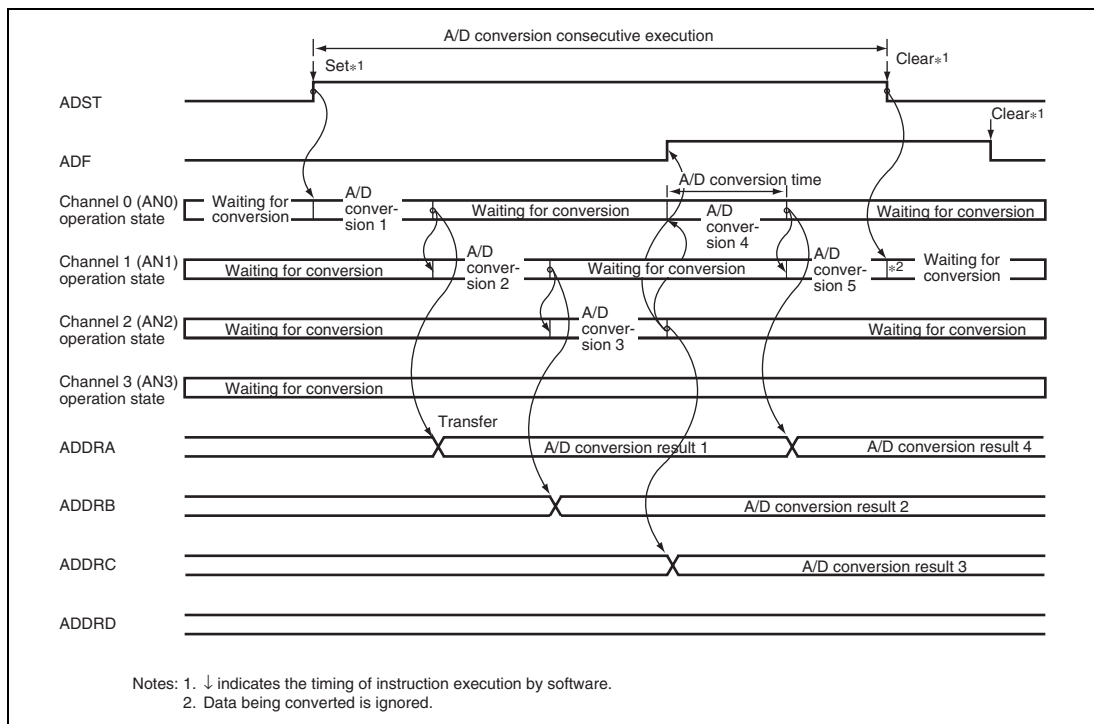 A/D conversion consecutive execution
Set*1
Clear*1
ADST
Clear*1
ADF
A/D conversion time
Channel 0 (AN0)
operation state
Waiting for
conversion
A/D
conver-
sion 1
Waiting for conversion
A/D
conver-
sion 4
Waiting for conversion
Channel 1 (AN1)
operation state
Waiting for conversion
A/D
conver-
sion 2
Waiting for conversion
A/D
conver-
sion 5
*2
Waiting for
conversion
Channel 2 (AN2)
operation state
Waiting for conversion
A/D
conver-
sion 3
Waiting for conversion
Channel 3 (AN3)
operation state
Waiting for conversion
Transfer
ADDRA
A/D conversion result 1
A/D conversion result 4
ADDRB
A/D conversion result 2
ADDRC
A/D conversion result 3
ADDRD
Notes: 1. ↓ indicates the timing of instruction execution by software.
2. Data being converted is ignored.